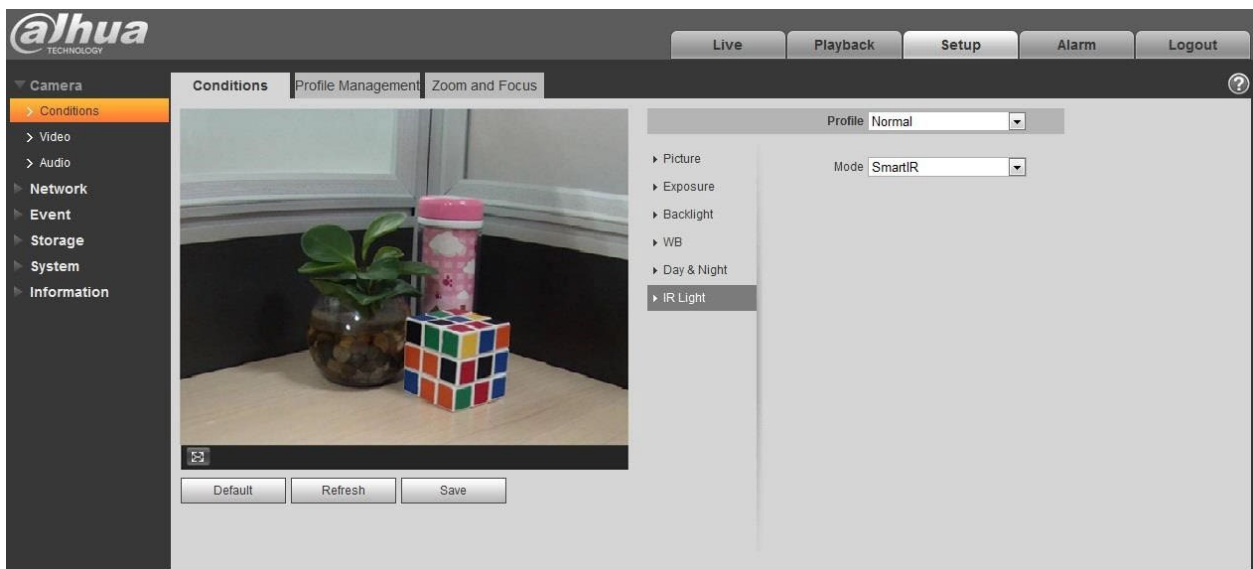 alhua
TECHNOLOGY
Live Playback Setup Alarm Logout
Camera
Conditions
Video
Audio
Network
Event
Storage
System
Information
Conditions Profile Management Zoom and Focus ?
Profile Normal
Picture
Exposure
Backlight
WB
Day & Night
IR Light
Mode SmartIR
Default Refresh Save